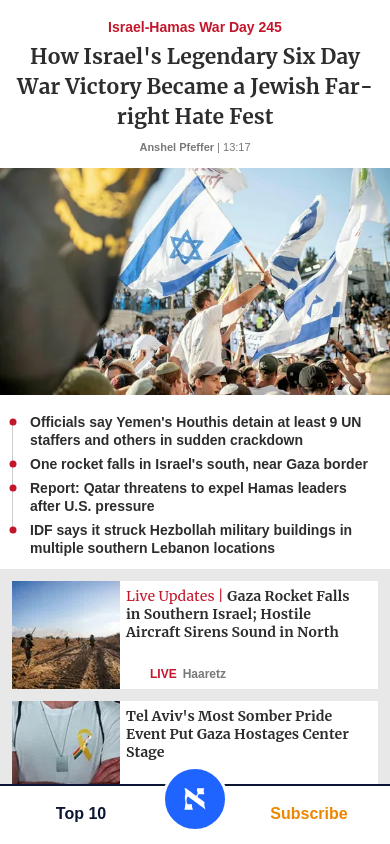 Israel-Hamas War Day 245
How Israel's Legendary Six Day
War Victory Became a Jewish Far-
right Hate Fest
Anshel Pfeffer | 13:17
Officials say Yemen's Houthis detain at least 9 UN
staffers and others in sudden crackdown
One rocket falls in Israel's south, near Gaza border
Report: Qatar threatens to expel Hamas leaders
after U.S. pressure
IDF says it struck Hezbollah military buildings in
multiple southern Lebanon locations
Live Updates | Gaza Rocket Falls
in Southern Israel; Hostile
Aircraft Sirens Sound in North
LIVE Haaretz
Tel Aviv's Most Somber Pride
Event Put Gaza Hostages Center
Stage
Top 10
א
Subscribe